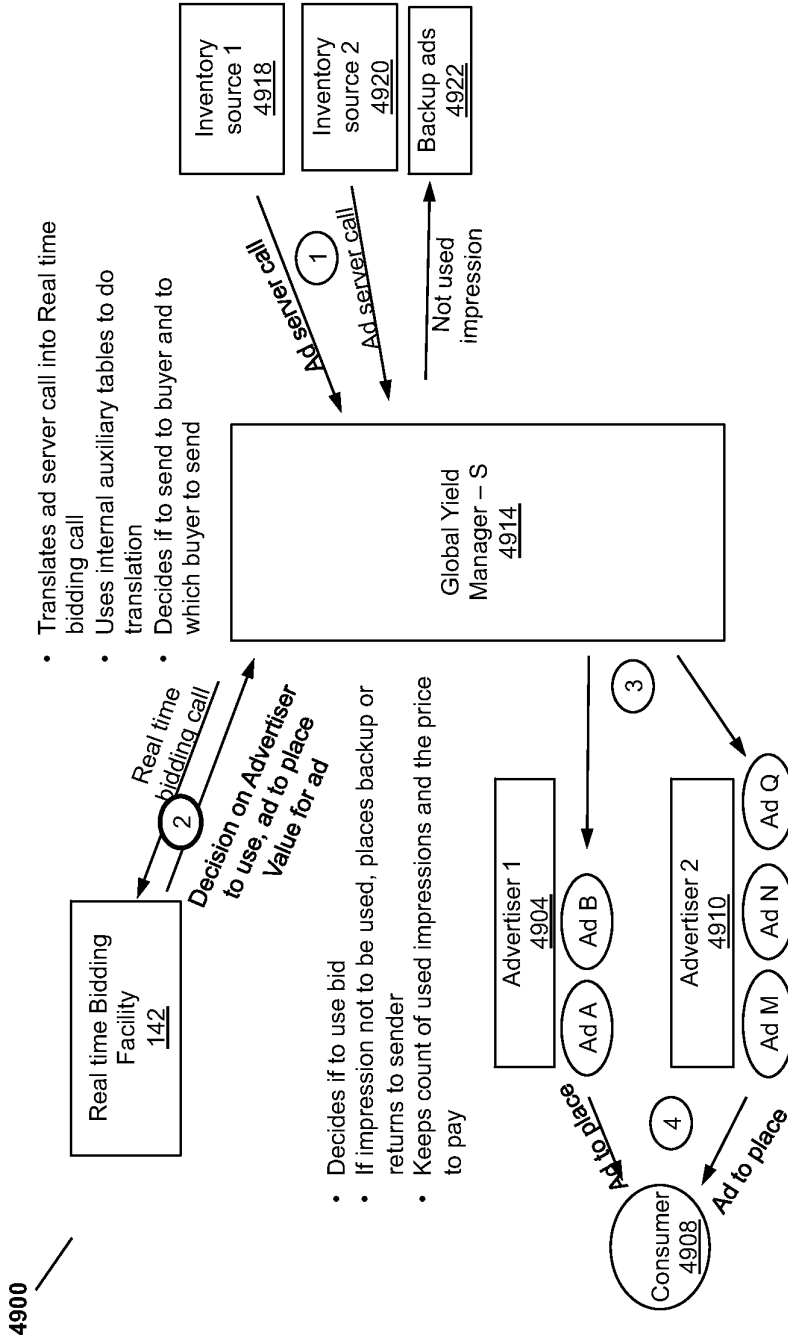 4900
Real time Bidding
Facility
142
Real time
bidding call
2
Decision on Advertiser
to use, ad to place
Value for ad
• Translates ad server call into Real time
bidding call
• Uses internal auxiliary tables to do
translation
• Decides if to send to buyer and to
which buyer to send
Inventory
source 1
4918
Inventory
source 2
4920
Backup ads
4922
Ad server call
1
Ad server call
Not used
impression
Global Yield
Manager – S
4914
• Decides if to use bid
• If impression not to be used, places backup or
returns to sender
• Keeps count of used impressions and the price
to pay
3
Advertiser 1
4904
Ad A
Ad B
Advertiser 2
4910
Ad M
Ad N
Ad Q
Ad to place
4
Ad to place
Consumer
4908